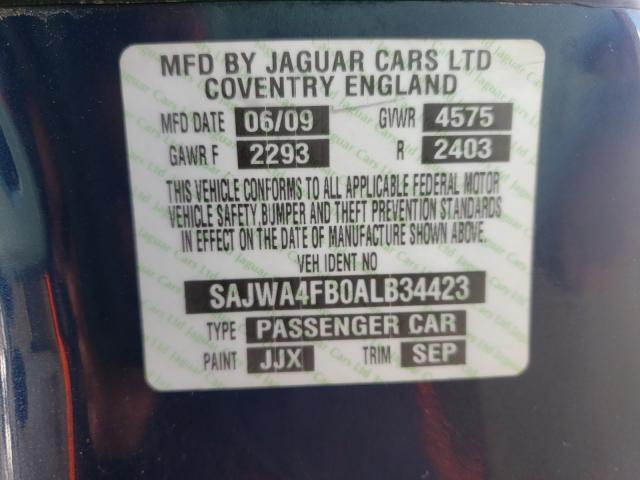 MFD BY JAGUAR CARS LTD
COVENTRY ENGLAND
MFD DATE 06/09 GVWR 4575
GAWR F 2293 R 2403
THIS VEHICLE CONFORMS TO ALL APPLICABLE FEDERAL MOTOR
VEHICLE SAFETY.BUMPER AND THEFT PREVENTION STANDARDS
IN EFFECT ON THE DATE OF MANUFACTURE SHOWN ABOVE.
VEH IDENT NO
SAJWA4FB0ALB34423
TYPE PASSENGER CAR
PAINT JJX TRIM SEP